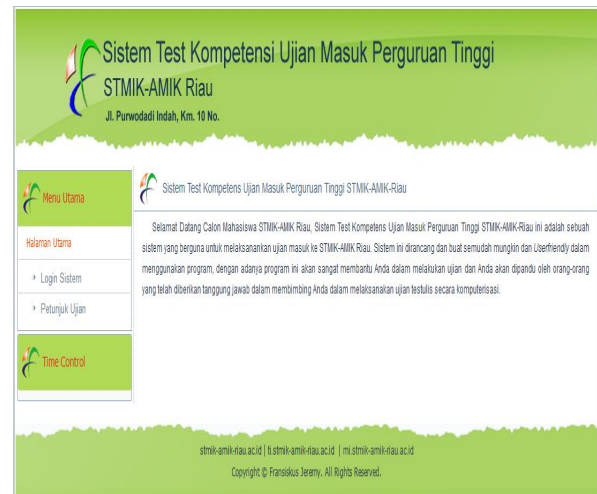 Sistem Test Kompetensi Ujian Masuk Perguruan Tinggi
STMIK-AMIK Riau
Jl. Purwodadi Indah, Km. 10 No.
Menu Utama
Halaman Utama
Login Sistem
Petunjuk Ujian
Time Control
Sistem Test Kompetens Ujian Masuk Perguruan Tinggi STMIK-AMIK-Riau
Selamat Datang Calon Mahasiswa STMIK-AMIK Riau, Sistem Test Kompetens Ujian Masuk Perguruan Tinggi STMIK-AMIK-Riau ini adalah sebuah
sistem yang berguna untuk melaksanankan ujian masuk ke STMIK-AMIK Riau. Sistem ini dirancang dan buat semudah mungkin dan Userfriendly dalam
menggunakan program, dengan adanya program ini akan sangat membantu Anda dalam melakukan ujian dan Anda akan dipandu oleh orang-orang
yang telah diberikan tanggung jawab dalam membimbing Anda dalam melaksanakan ujian testulis secara komputerisasi.
stmik-amik-riau.ac.id | ti.stmik-amik-riau.ac.id | mi.stmik-amik-riau.ac.id
Copyright © Fransiskus Jeremy. All Rights Reserved.